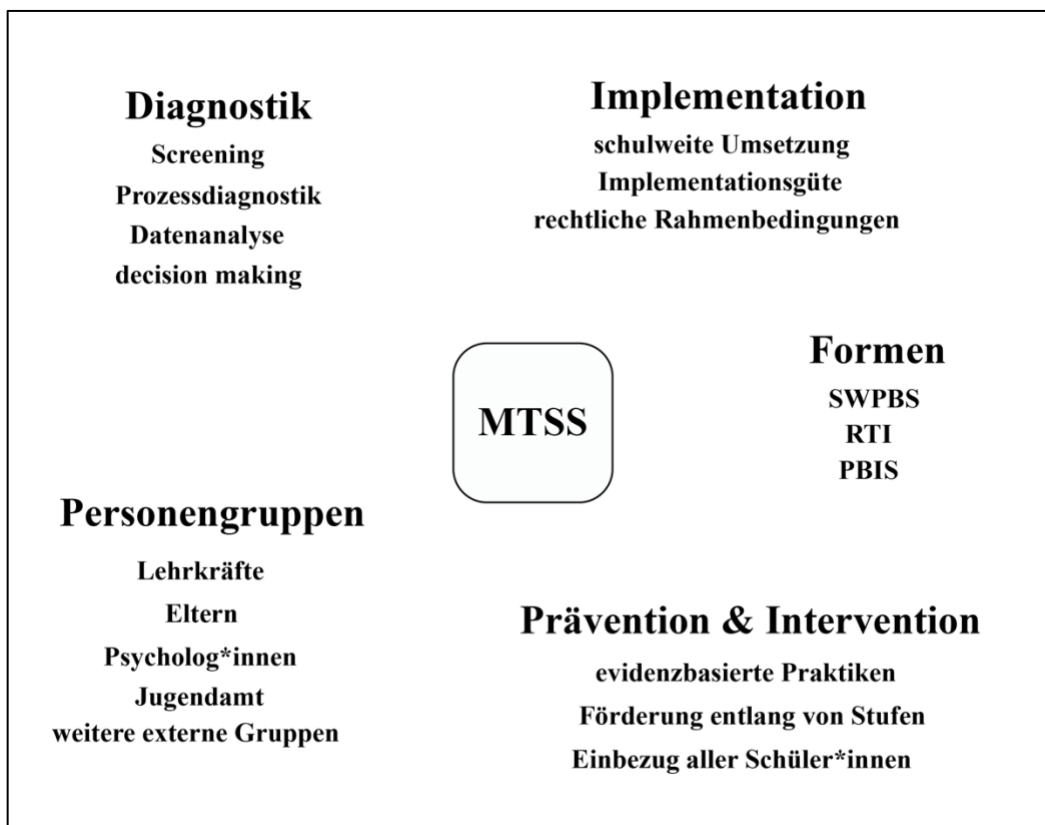 Diagnostik
Screening
Prozessdiagnostik
Datenanalyse
decision making
Implementation
schulweite Umsetzung
Implementationsgüte
rechtliche Rahmenbedingungen
MTSS
Formen
SWPBS
RTI
PBIS
Personengruppen
Lehrkräfte
Eltern
Psycholog*innen
Jugendamt
weitere externe Gruppen
Prävention & Intervention
evidenzbasierte Praktiken
Förderung entlang von Stufen
Einbezug aller Schüler*innen